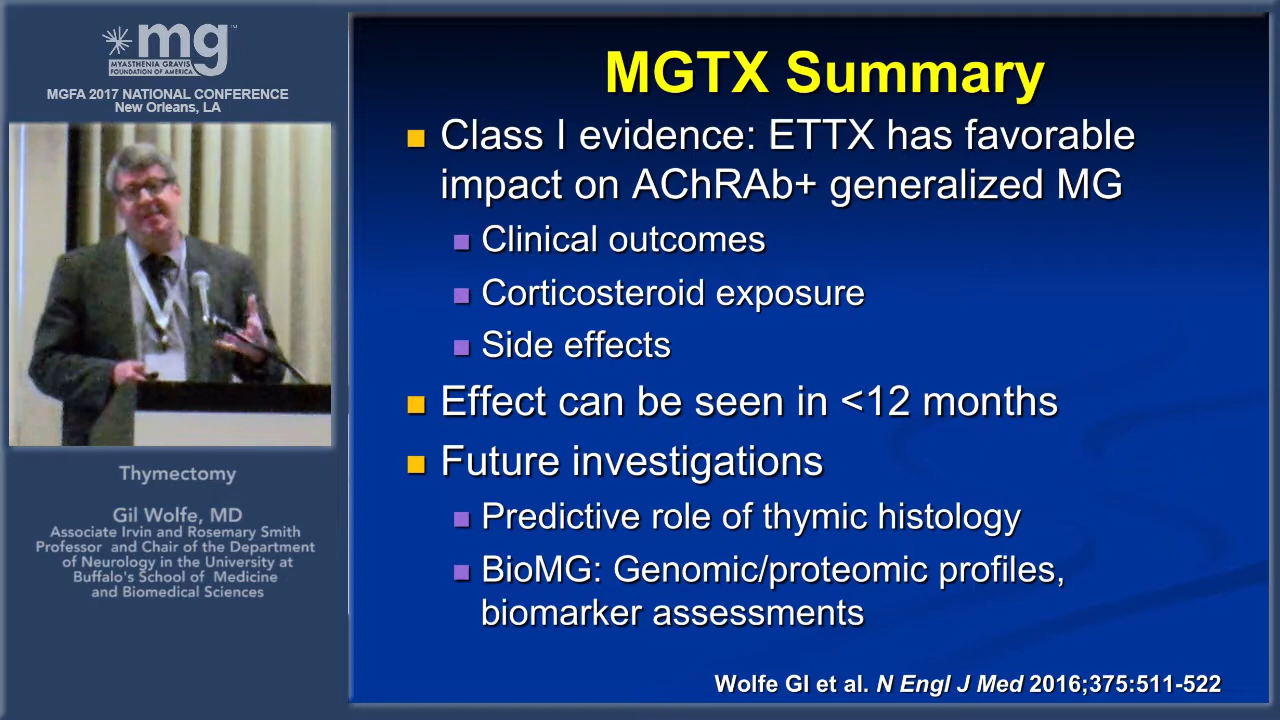 mg
MYASTHENIA GRAVIS
FOUNDATION OF AMERICA
MGFA 2017 NATIONAL CONFERENCE
New Orleans, LA
Thymectomy
Gil Wolfe, MD
Associate Irvin and Rosemary Smith
Professor and Chair of the Department
of Neurology in the University at
Buffalo's School of Medicine
and Biomedical Sciences
MGTX Summary
Class I evidence: ETTX has favorable
impact on AChRAb+ generalized MG
Clinical outcomes
Corticosteroid exposure
Side effects
Effect can be seen in <12 months
Future investigations
Predictive role of thymic histology
BioMG: Genomic/proteomic profiles,
biomarker assessments
Wolfe GI et al. N Engl J Med 2016;375:511-522